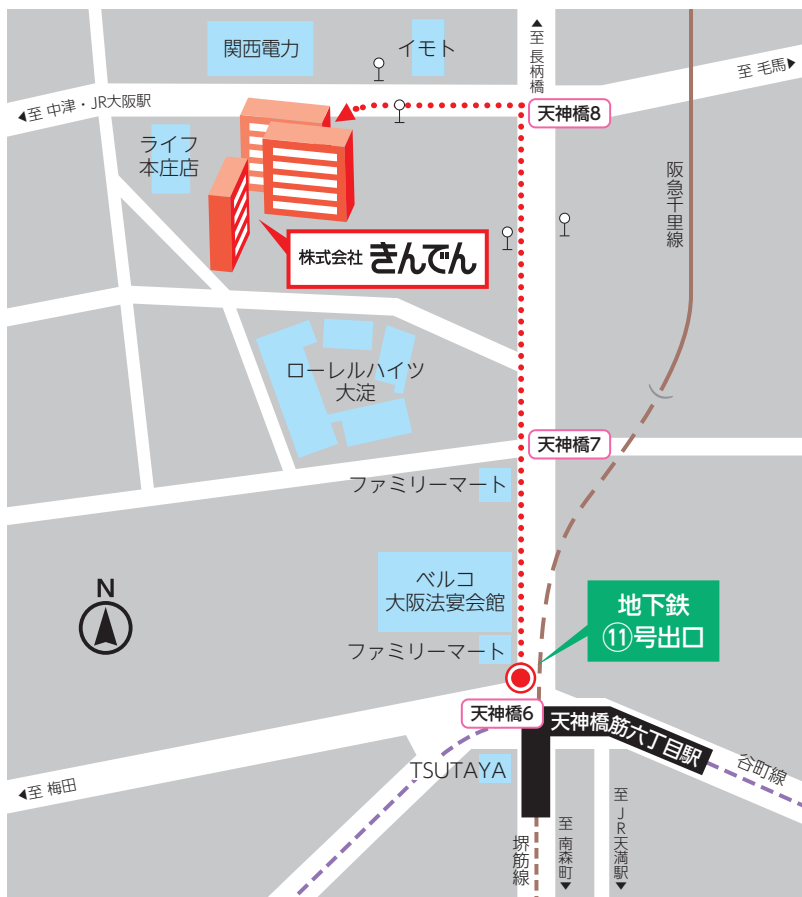 関西電力
イモト
▲至 長柄橋
至 毛馬▶
◀至 中津・JR大阪駅
天神橋8
ライフ
本庄店
阪急千里線
株式会社 きんでん
ローレルハイツ
大淀
天神橋7
ファミリーマート
ベルコ
大阪法宴会館
N
地下鉄
⑪号出口
ファミリーマート
天神橋6
天神橋筋六丁目駅
TSUTAYA
谷町線
◀至 梅田
堺筋線
至 南森町▼
至 JR天満駅▼